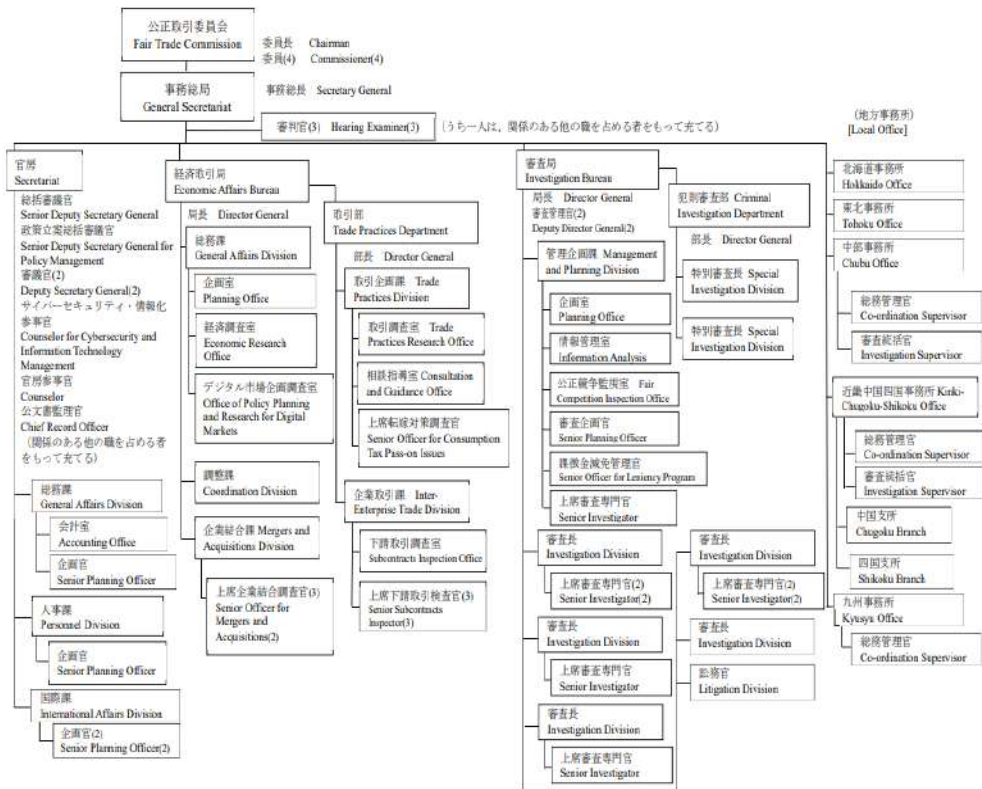 公正取引委員会
Fair Trade Commission
委員長 Chairman
委員(4) Commissioner(4)
事務総局
General Secretariat
事務総長 Secretary General
審判官(3) Hearing Examiner(3)
(うち一人は、関係のある他の職を占める者をもって充てる)
官房
Secretariat
総括審議官
Senior Deputy Secretary General
政策立案総括審議官
Senior Deputy Secretary General for
Policy Management
審議官(2)
Deputy Secretary General(2)
サイバーセキュリティ・情報化
参事官
Counselor for Cybersecurity and
Information Technology
Management
官房参事官
Counselor
公文書監理官
Chief Record Officer
(関係のある他の職を占める者
をもって充てる)
総務課
General Affairs Division
会計室
Accounting Office
企画官
Senior Planning Officer
人事課
Personnel Division
企画官
Senior Planning Officer
国際課
International Affairs Division
企画官(2)
Senior Planning Officer(2)
経済取引局
Economic Affairs Bureau
局長 Director General
総務課
General Affairs Division
企画室
Planning Office
経済調査室
Economic Research
Office
デジタル市場企画調査室
Office of Policy Planning
and Research for Digital
Markets
調整課
Coordination Division
企業結合課 Mergers and
Acquisitions Division
上席企業結合調査官(3)
Senior Officer for
Mergers and
Acquisitions(2)
取引部
Trade Practices Department
部長 Director General
取引企画課 Trade
Practices Division
取引調査室 Trade
Practices Research Office
相談指導室 Consultation
and Guidance Office
上席転嫁対策調査官
Senior Officer for Consumption
Tax Pass-on Issues
企業取引課 Inter-
Enterprise Trade Division
下請取引調査室
Subcontracts Inspection Office
上席下請取引検査官(3)
Senior Subcontracts
Inspector(3)
審査局
Investigation Bureau
局長 Director General
審査管理官(2)
Deputy Director General(2)
管理企画課 Management
and Planning Division
企画室
Planning Office
情報管理室
Information Analysis
公正競争監視室 Fair
Competition Inspection Office
審査企画官
Senior Planning Officer
課徴金減免管理官
Senior Officer for Leniency Program
上席審査専門官
Senior Investigator
審査長
Investigation Division
上席審査専門官(2)
Senior Investigator(2)
審査長
Investigation Division
上席審査専門官
Senior Investigator
審査長
Investigation Division
上席審査専門官
Senior Investigator
犯則審査部 Criminal
Investigation Department
部長 Director General
特別審査長 Special
Investigation Division
特別審査長 Special
Investigation Division
審査長
Investigation Division
上席審査専門官(2)
Senior Investigator(2)
審査長
Investigation Division
訟務官
Litigation Division
(地方事務所)
[Local Office]
北海道事務所
Hokkaido Office
東北事務所
Tohoku Office
中部事務所
Chubu Office
総務管理官
Co-ordination Supervisor
審査統括官
Investigation Supervisor
近畿中国四国事務所 Kinki-
Chugoku-Shikoku Office
総務管理官
Co-ordination Supervisor
審査統括官
Investigation Supervisor
中国支所
Chugoku Branch
四国支所
Shikoku Branch
九州事務所
Kyusyu Office
総務管理官
Co-ordination Supervisor